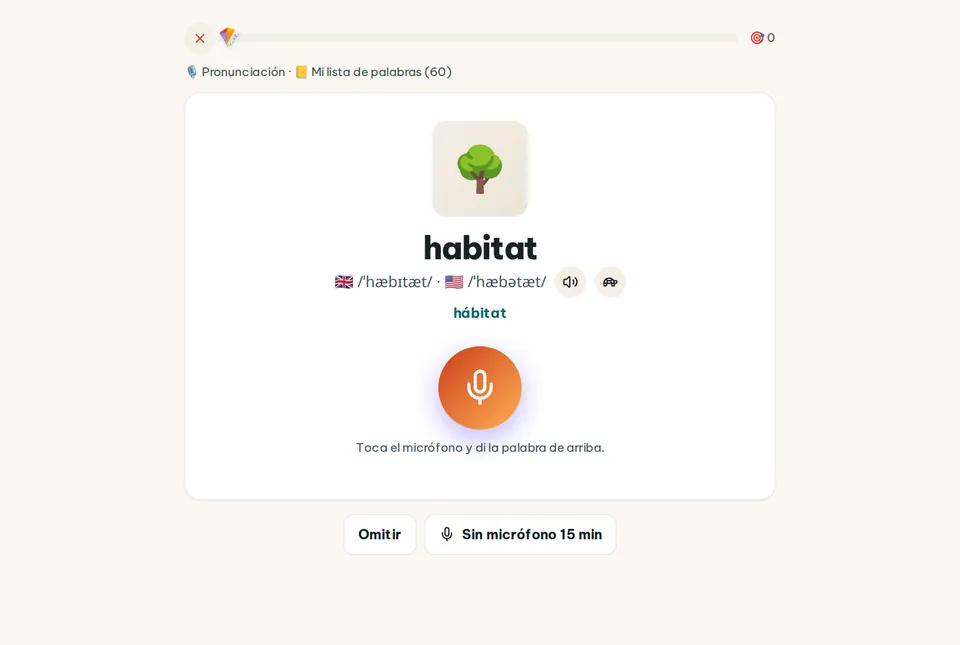 0
Pronunciación · Mi lista de palabras (60)
habitat
/ˈhæbɪtæt/ · /ˈhæbətæt/
hábitat
Toca el micrófono y di la palabra de arriba.
Omitir
Sin micrófono 15 min